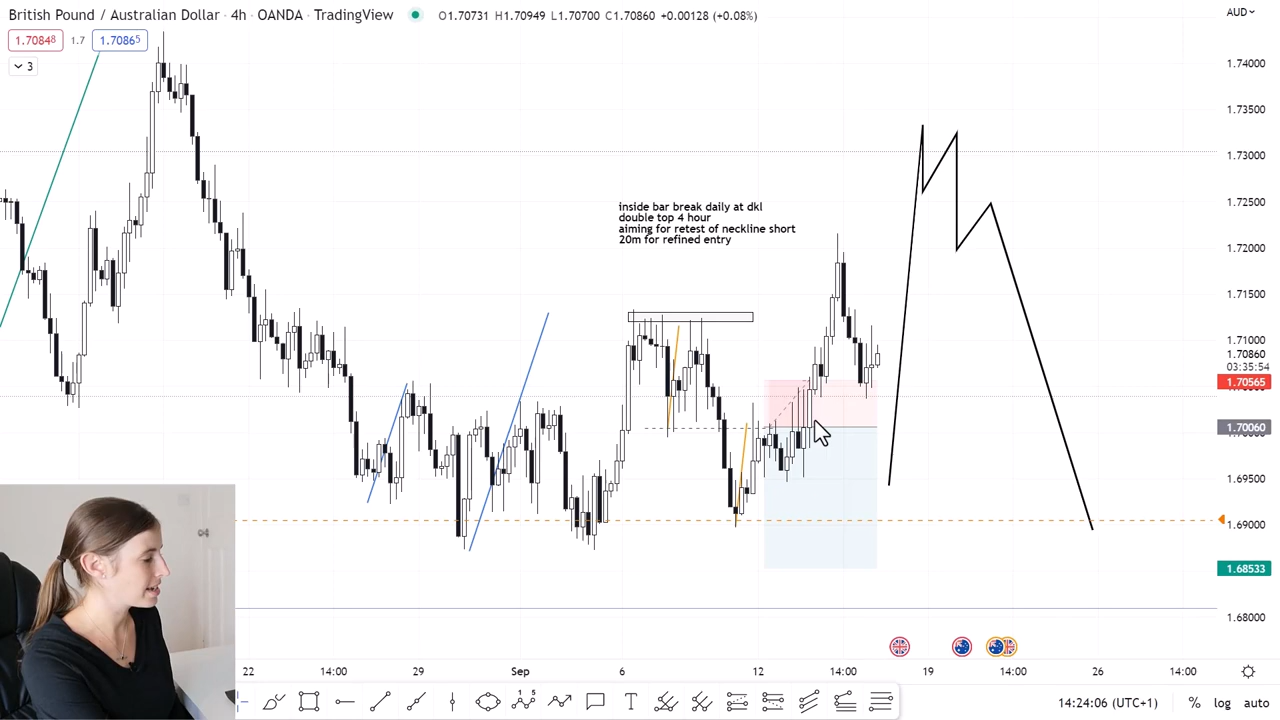 British Pound / Australian Dollar · 4h · OANDA · TradingView O1.70731 H1.70949 L1.70700 C1.70860 +0.00128 (+0.08%) AUD
1.70848 1.7 1.70865
3
1.74000
1.73500
1.73000
1.72500
1.72000
1.71500
1.71000
1.70860
03:35:54
1.70565
1.70060
1.69500
1.69000
1.68533
1.68000
inside bar break daily at dkl
double top 4 hour
aiming for retest of neckline short
20m for refined entry
22 14:00 29 Sep 6 12 14:00 19 14:00 26 14:00
14:24:06 (UTC+1) % log auto